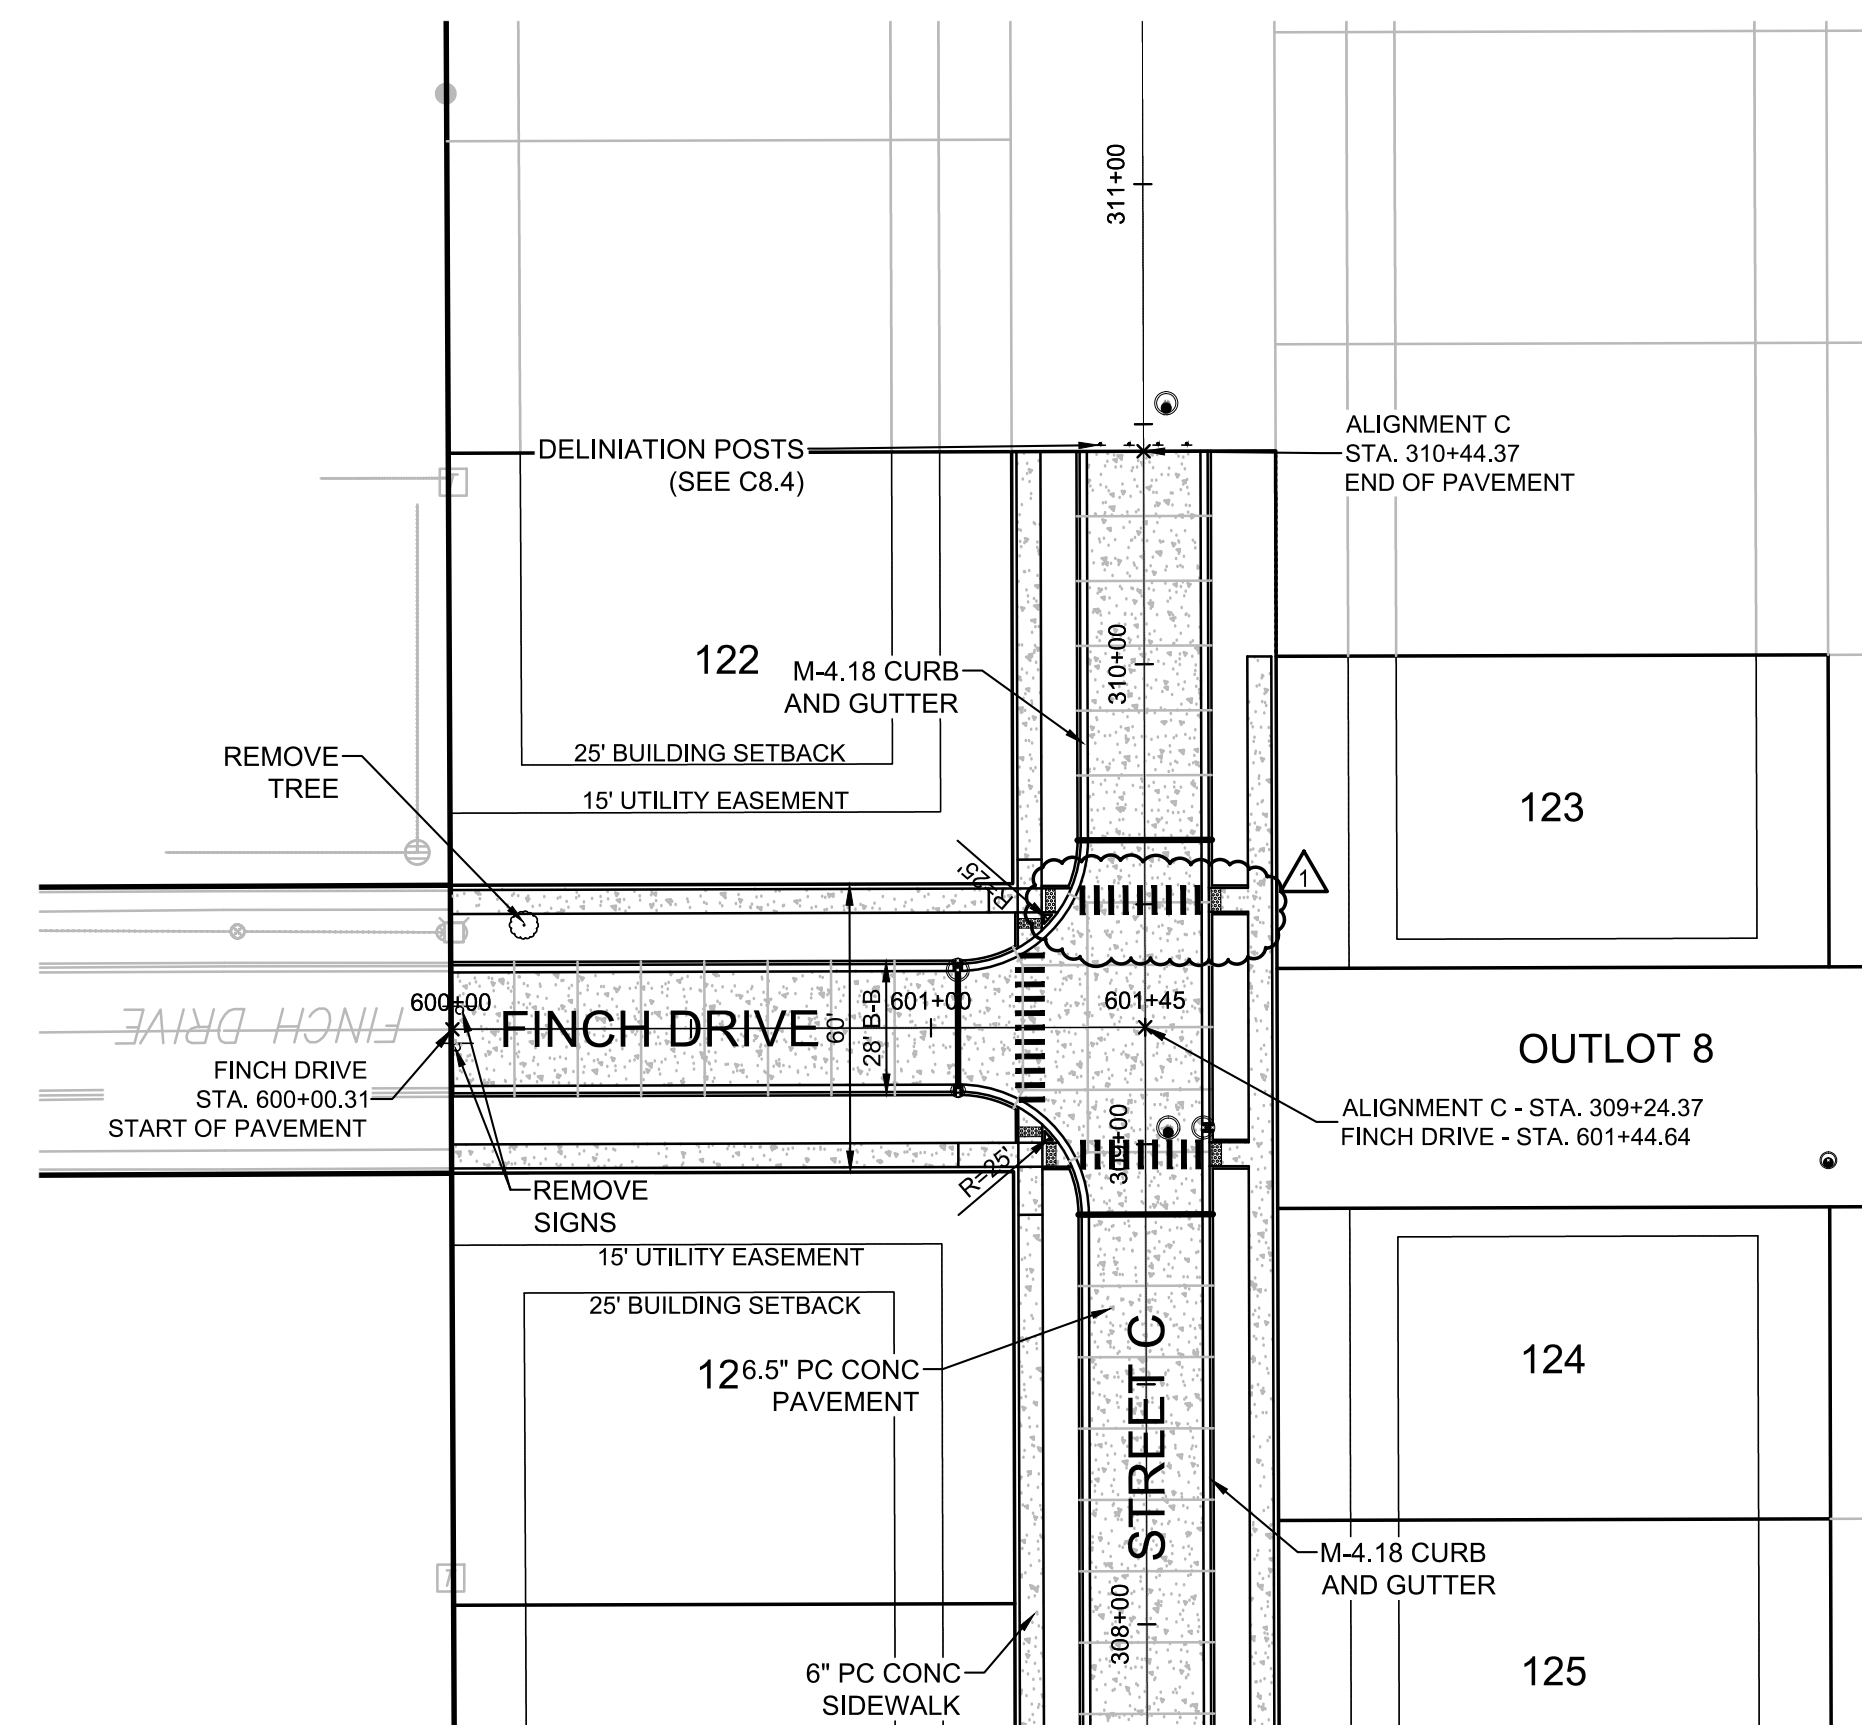 311+00
DELINIATION POSTS
(SEE C8.4)
ALIGNMENT C
STA. 310+44.37
END OF PAVEMENT
122
M-4.18 CURB
AND GUTTER
310+00
25' BUILDING SETBACK
15' UTILITY EASEMENT
REMOVE
TREE
123
R=25'
1
600+00
601+00
601+45
FINCH DRIVE
FINCH DRIVE
60'
28' B-B
OUTLOT 8
FINCH DRIVE
STA. 600+00.31
START OF PAVEMENT
ALIGNMENT C - STA. 309+24.37
FINCH DRIVE - STA. 601+44.64
309+00
R=25'
REMOVE
SIGNS
15' UTILITY EASEMENT
25' BUILDING SETBACK
12
6.5" PC CONC
PAVEMENT
STREET C
124
M-4.18 CURB
AND GUTTER
308+00
6" PC CONC
SIDEWALK
125